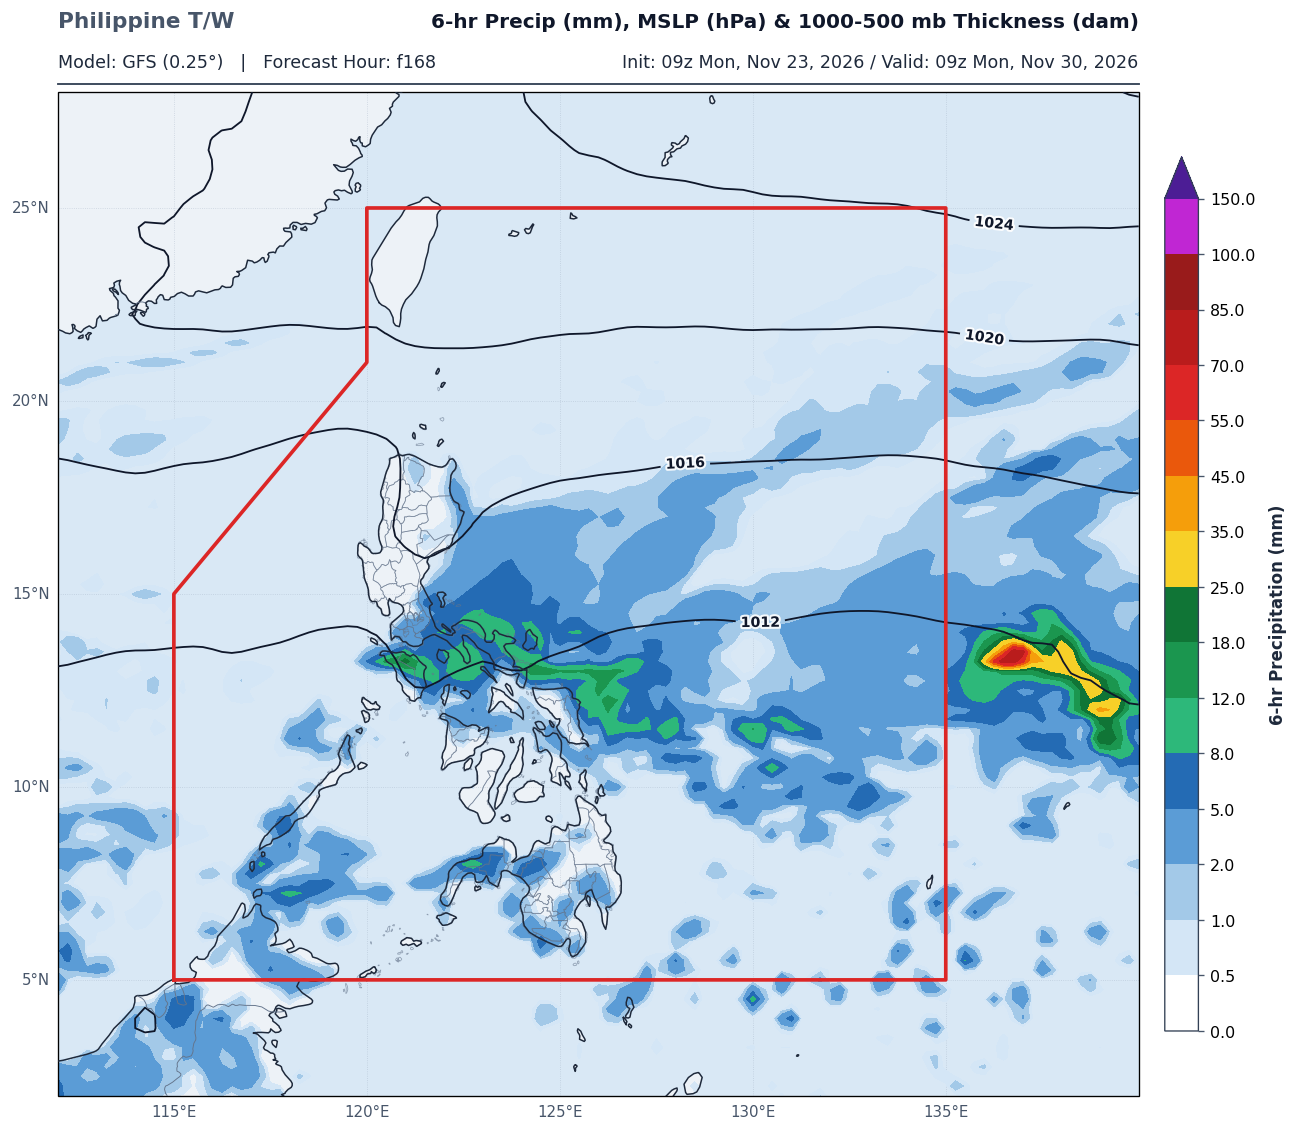 Philippine T/W
6-hr Precip (mm), MSLP (hPa) & 1000-500 mb Thickness (dam)
Model: GFS (0.25°) | Forecast Hour: f168
Init: 09z Mon, Nov 23, 2026 / Valid: 09z Mon, Nov 30, 2026
25°N
20°N
15°N
10°N
5°N
115°E
120°E
125°E
130°E
135°E
1024
1020
1016
1012
150.0
100.0
85.0
70.0
55.0
45.0
35.0
25.0
18.0
12.0
8.0
5.0
2.0
1.0
0.5
0.0
6-hr Precipitation (mm)